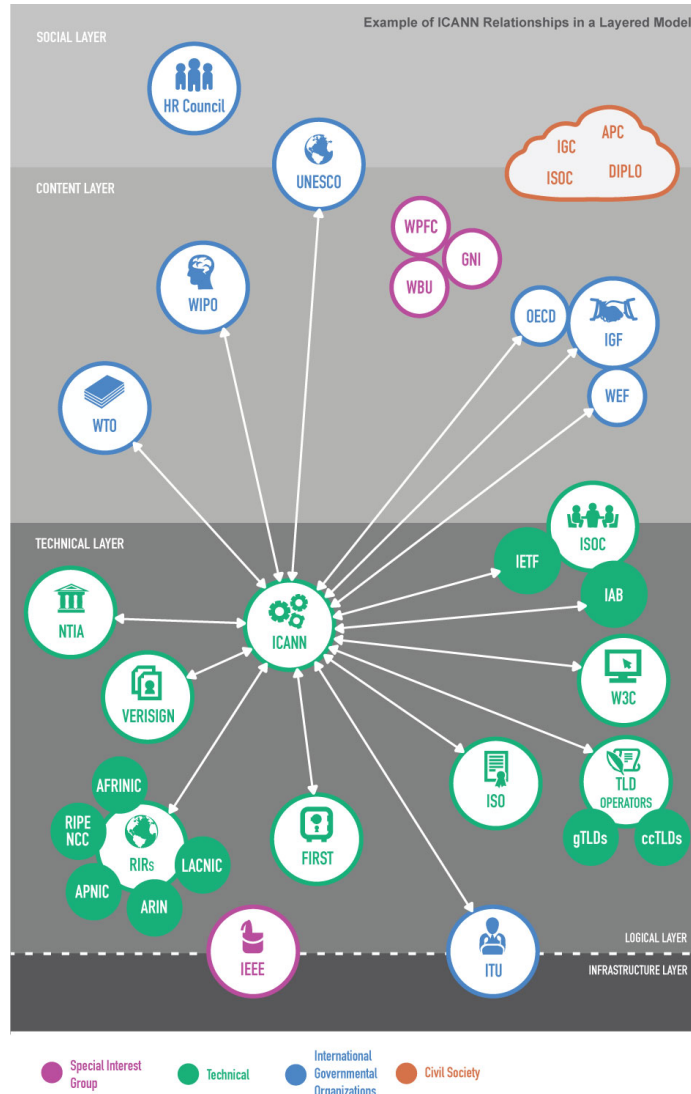 Example of ICANN Relationships in a Layered Model
SOCIAL LAYER
HR Council
UNESCO
IGC
APC
ISOC
DIPLO
CONTENT LAYER
WPFC
GNI
WBU
WIPO
OECD
IGF
WEF
WTO
TECHNICAL LAYER
ISOC
IETF
IAB
NTIA
ICANN
W3C
VERISIGN
AFRINIC
RIPE
NCC
RIRs
LACNIC
APNIC
ARIN
FIRST
ISO
TLD
OPERATORS
gTLDs
ccTLDs
LOGICAL LAYER
IEEE
ITU
INFRASTRUCTURE LAYER
Special Interest
Group
Technical
International
Governmental
Organizations
Civil Society